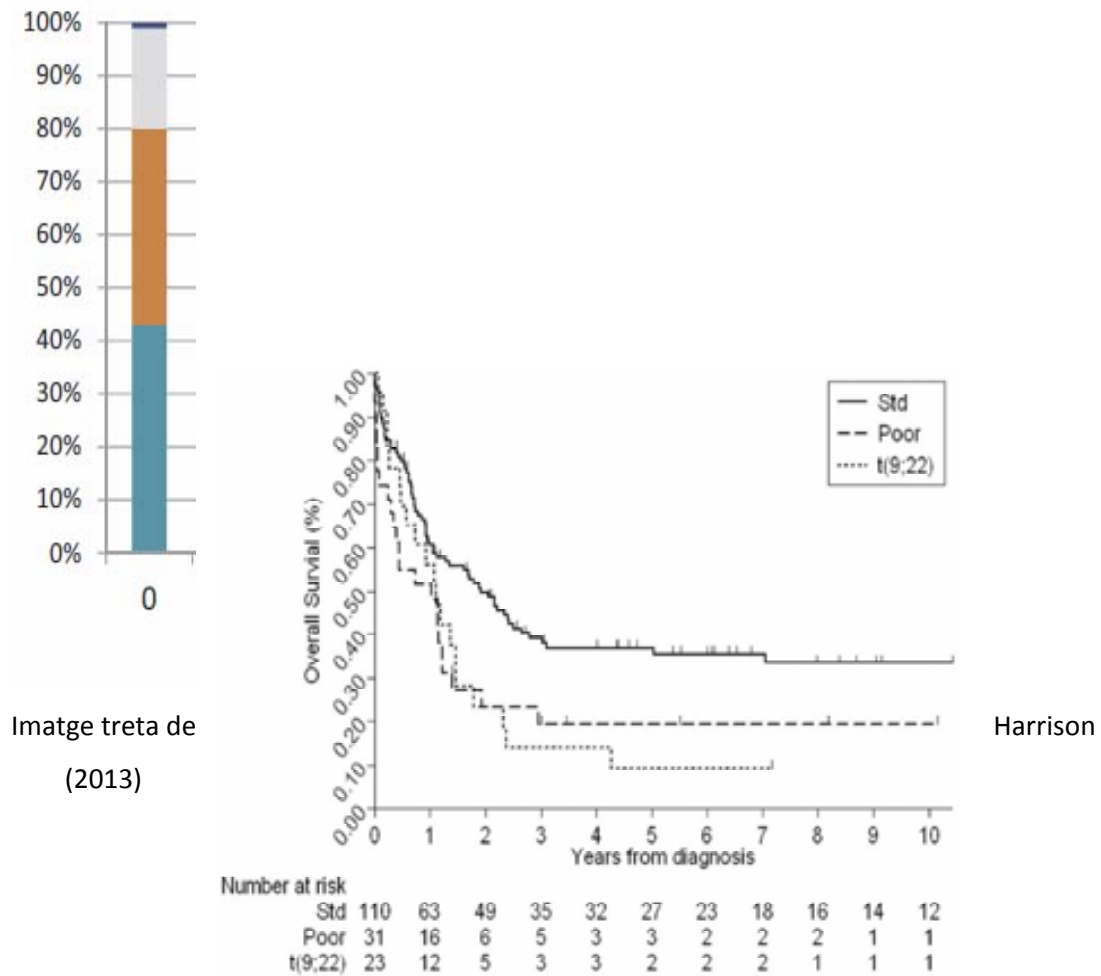 100%
90%
80%
70%
60%
50%
40%
30%
20%
10%
0%
0
Imatge treta de Harrison
(2013)
Overall Survial (%)
1.00
0.90
0.80
0.70
0.60
0.50
0.40
0.30
0.20
0.10
0.00
Std
Poor
t(9;22)
0 1 2 3 4 5 6 7 8 9 10
Years from diagnosis
Number at risk
Std 110 63 49 35 32 27 23 18 16 14 12
Poor 31 16 6 5 3 3 2 2 2 1 1
t(9;22) 23 12 5 3 3 2 2 2 1 1 1